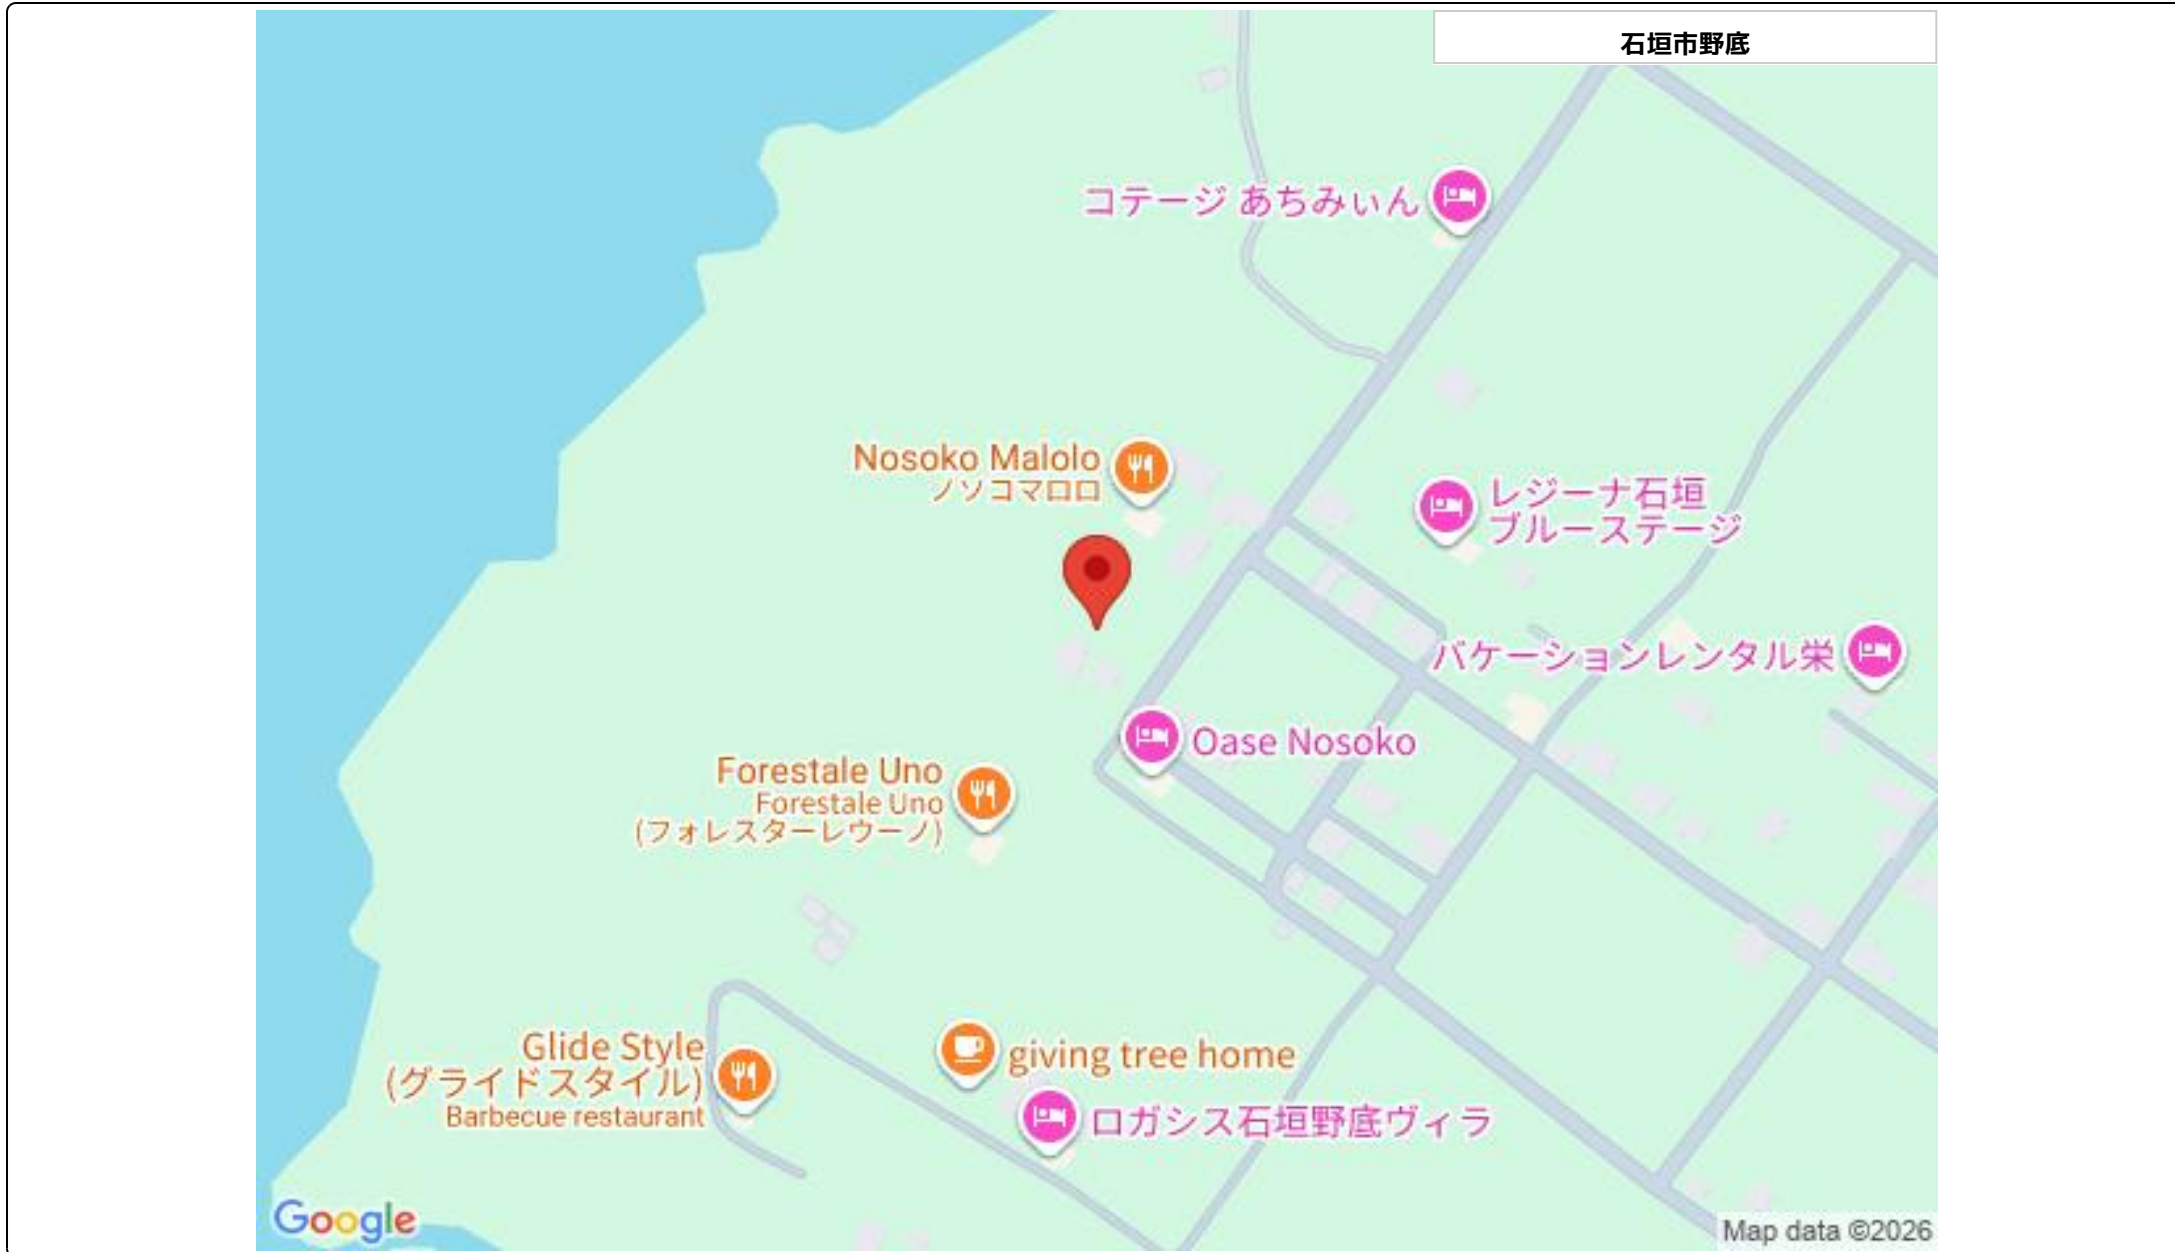 石垣市野底
コテージ あちみぃん
Nosoko Malolo
ノソコマロロ
レジーナ石垣
ブルーステージ
バケーションレンタル栄
Oase Nosoko
Forestale Uno
Forestale Uno
(フォレスターレウーノ)
Glide Style
(グライドスタイル)
Barbecue restaurant
giving tree home
ロガシス石垣野底ヴィラ
Google
Map data ©2026